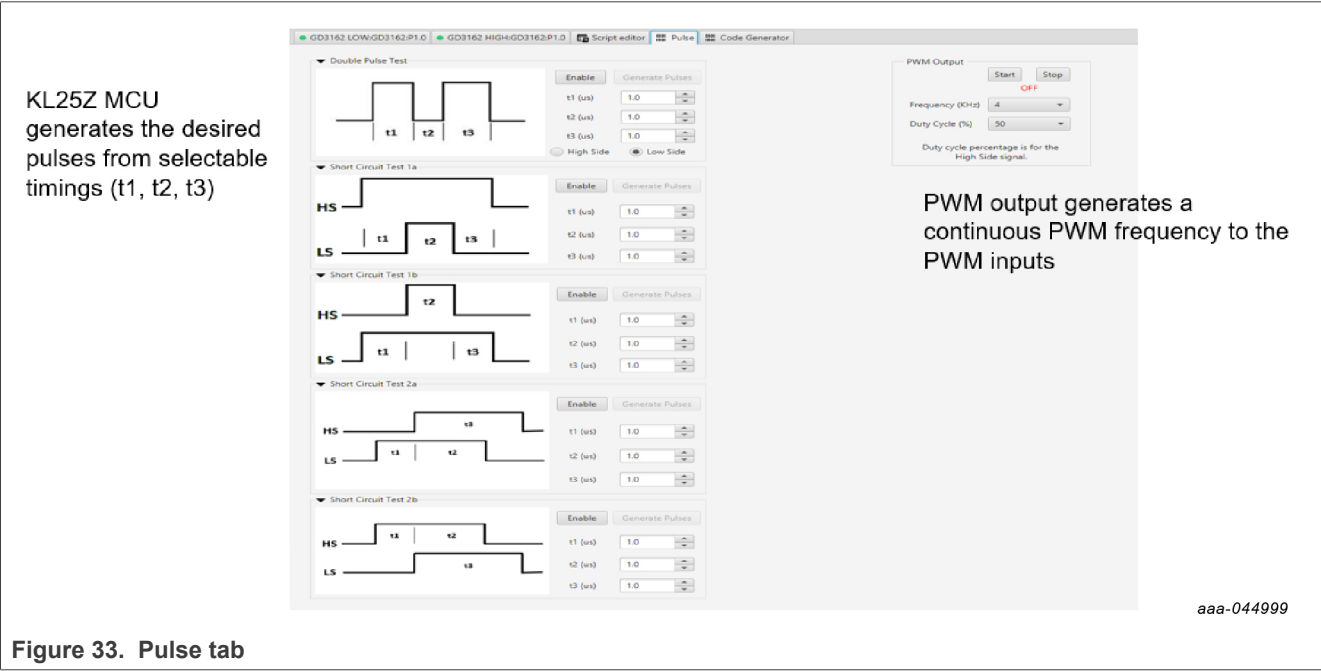 GD3162 LOW:GD3162:P1.0 GD3162 HIGH:GD3162:P1.0 Script editor Pulse Code Generator
KL25Z MCU
generates the desired
pulses from selectable
timings (t1, t2, t3)
Double Pulse Test
t1 t2 t3
Enable Generate Pulses
t1 (us) 1.0
t2 (us) 1.0
t3 (us) 1.0
High Side Low Side
Short Circuit Test 1a
HS
LS
t1 t2 t3
Enable Generate Pulses
t1 (us) 1.0
t2 (us) 1.0
t3 (us) 1.0
Short Circuit Test 1b
t2
HS
LS
t1 t3
Enable Generate Pulses
t1 (us) 1.0
t2 (us) 1.0
t3 (us) 1.0
Short Circuit Test 2a
HS
t3
LS
t1 t2
Enable Generate Pulses
t1 (us) 1.0
t2 (us) 1.0
t3 (us) 1.0
Short Circuit Test 2b
HS
t1 t2
LS
t3
Enable Generate Pulses
t1 (us) 1.0
t2 (us) 1.0
t3 (us) 1.0
PWM Output
Start Stop
OFF
Frequency (KHz) 4
Duty Cycle (%) 50
Duty cycle percentage is for the
High Side signal.
PWM output generates a
continuous PWM frequency to the
PWM inputs
aaa-044999
Figure 33. Pulse tab